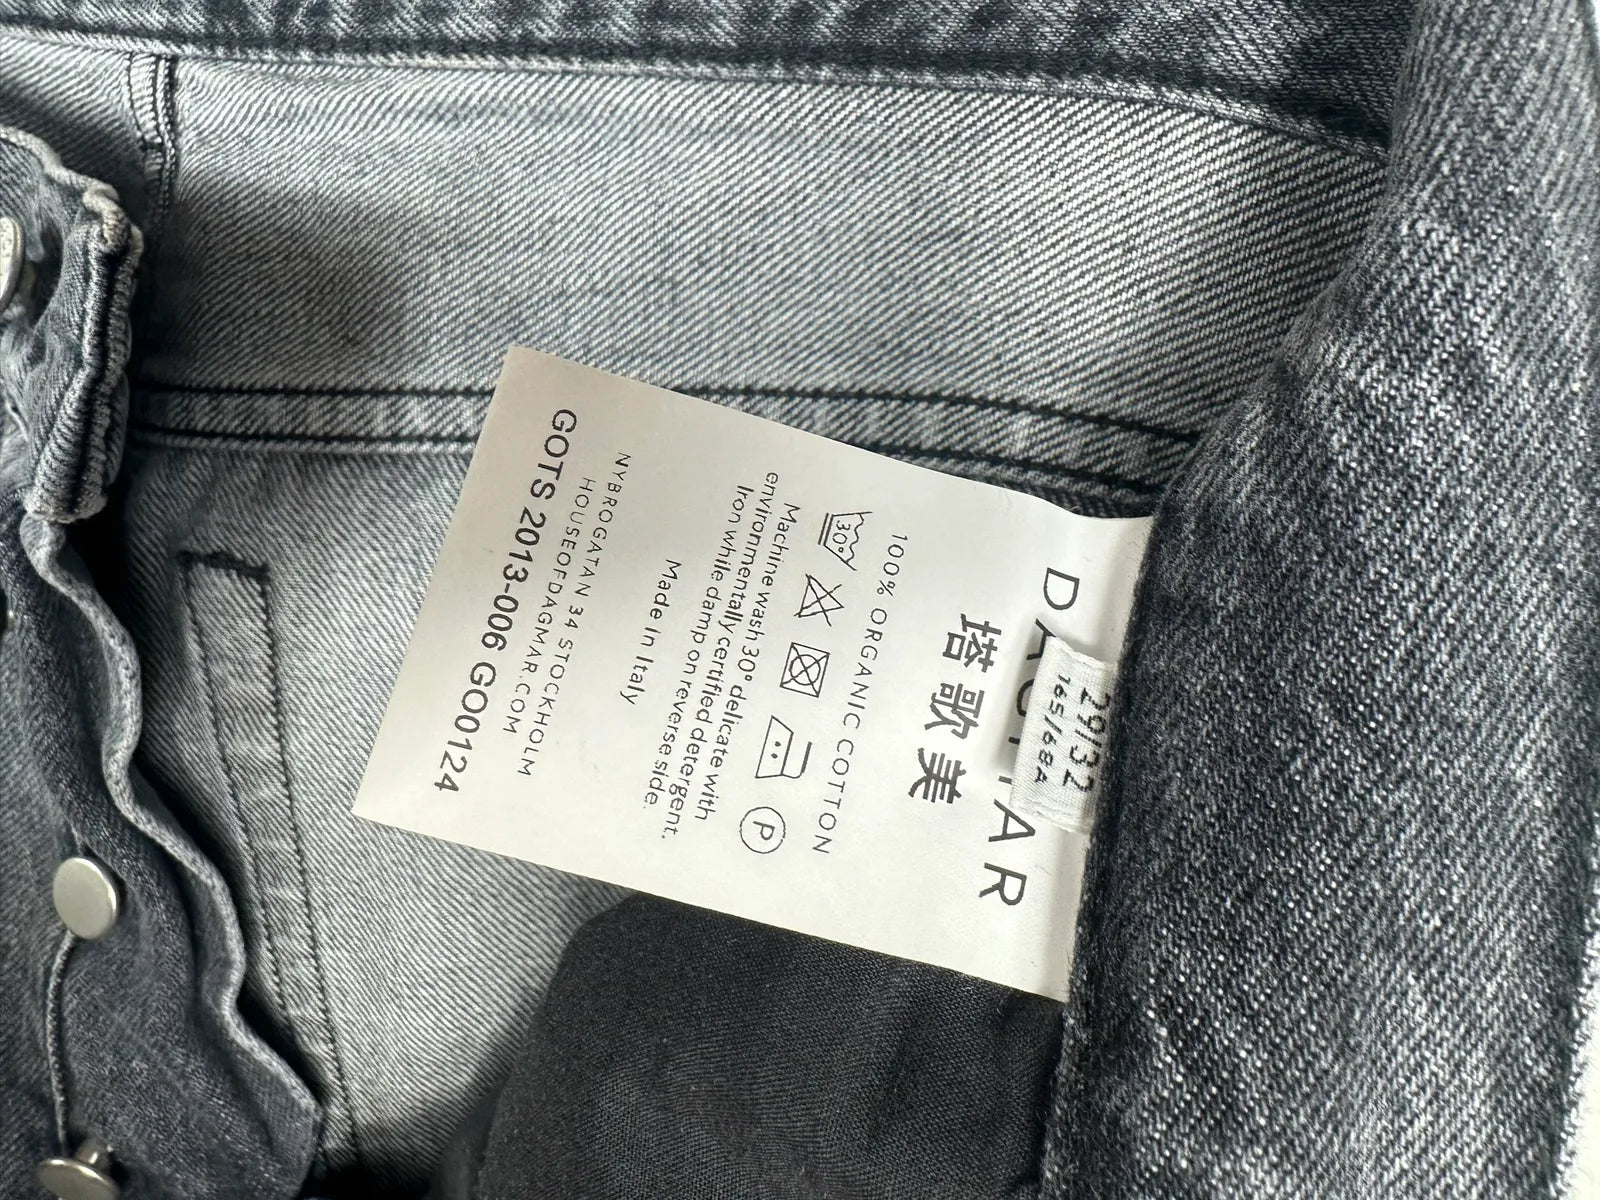 DAGMAR
29/32
165/68A
塔歌美
100% ORGANIC COTTON
30°
P
Machine wash 30° delicate with
environmentally certified detergent.
Iron while damp on reverse side.
Made in Italy
NYBROGATAN 34 STOCKHOLM
HOUSEOFDAGMAR.COM
GOTS 2013-006 GO00124